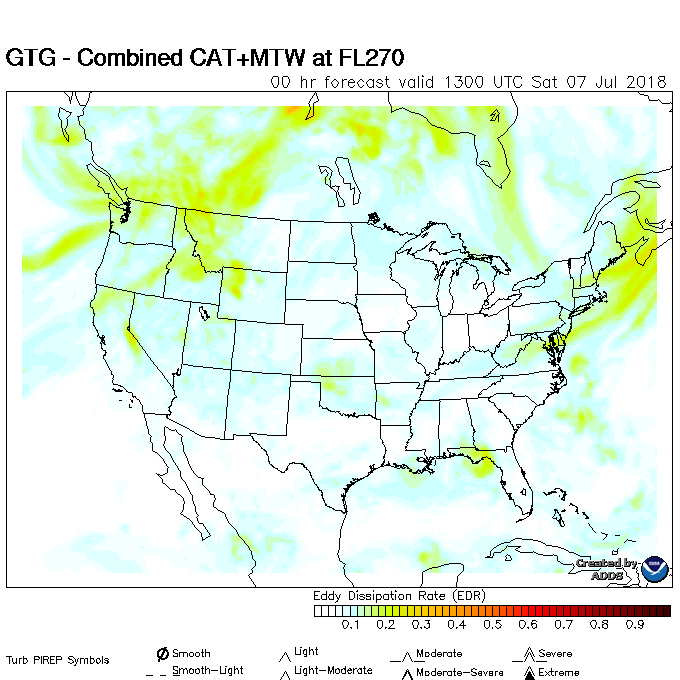 GTG - Combined CAT+MTW at FL270
00 hr forecast valid 1300 UTC Sat 07 Jul 2018
Created by
ADDS
Eddy Dissipation Rate (EDR)
0.1 0.2 0.3 0.4 0.5 0.6 0.7 0.8 0.9
Turb PIREP Symbols
Smooth
Light
Moderate
Severe
Smooth-Light
Light-Moderate
Moderate-Severe
Extreme